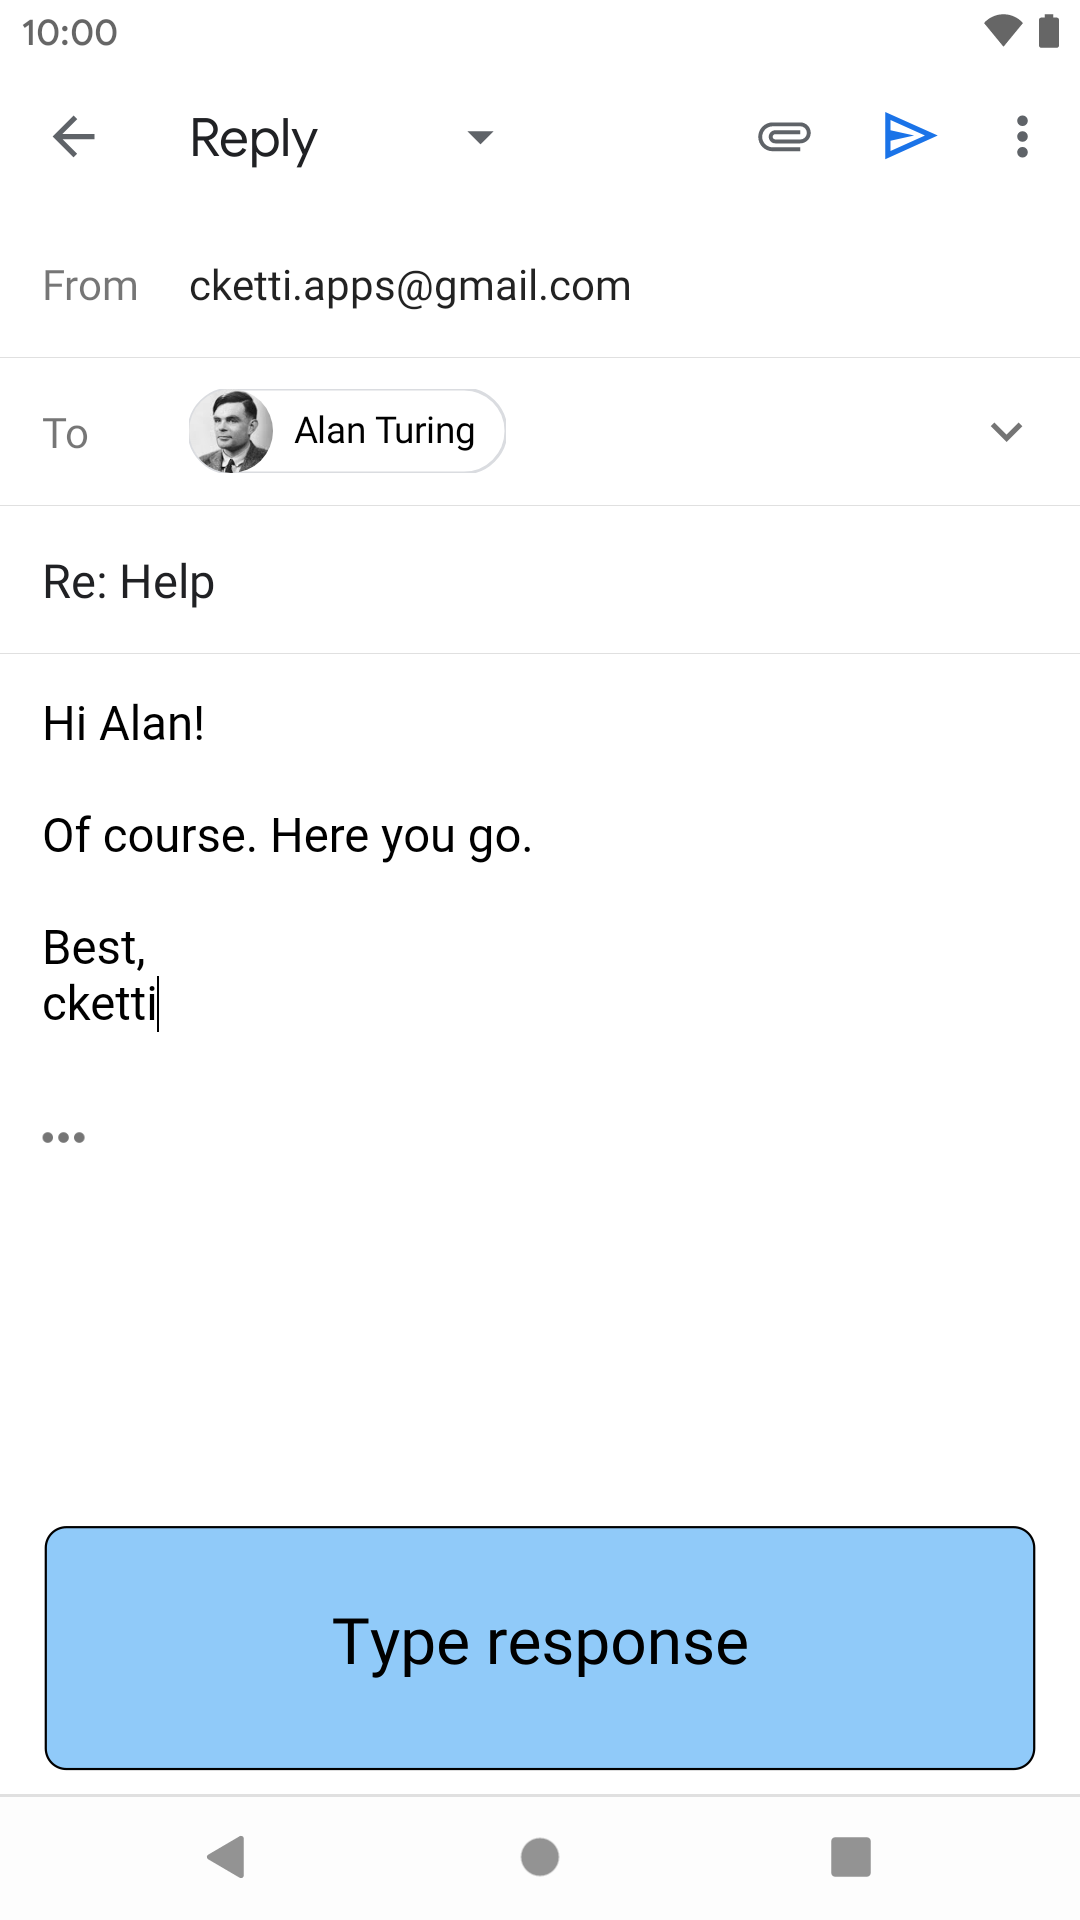 10:00
Reply
From cketti.apps@gmail.com
To Alan Turing
Re: Help
Hi Alan!
Of course. Here you go.
Best,
cketti
•••
Type response